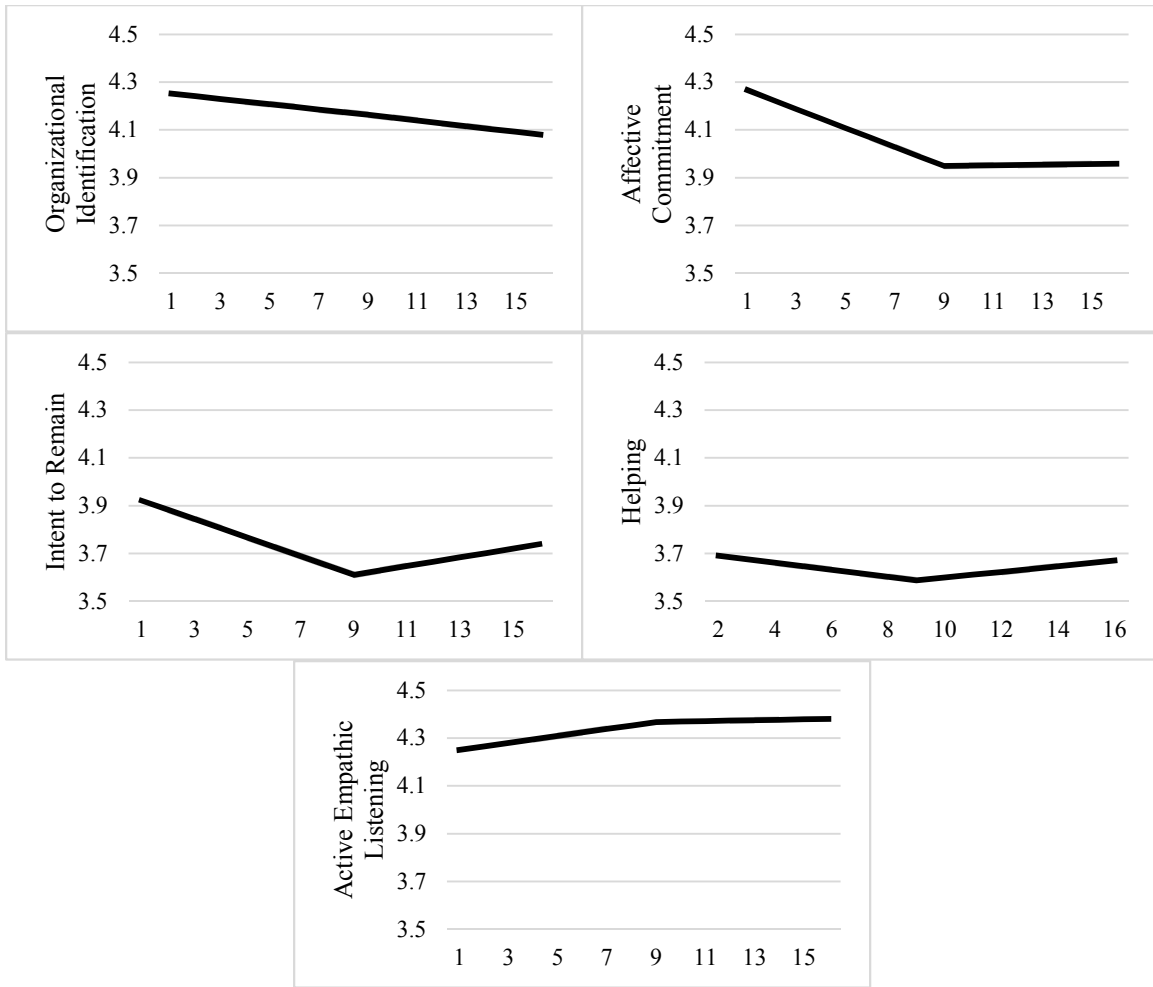 Organizational
Identification
4.5
4.3
4.1
3.9
3.7
3.5
1 3 5 7 9 11 13 15
Affective
Commitment
4.5
4.3
4.1
3.9
3.7
3.5
1 3 5 7 9 11 13 15
Intent to Remain
4.5
4.3
4.1
3.9
3.7
3.5
1 3 5 7 9 11 13 15
Helping
4.5
4.3
4.1
3.9
3.7
3.5
2 4 6 8 10 12 14 16
Active Empathic
Listening
4.5
4.3
4.1
3.9
3.7
3.5
1 3 5 7 9 11 13 15